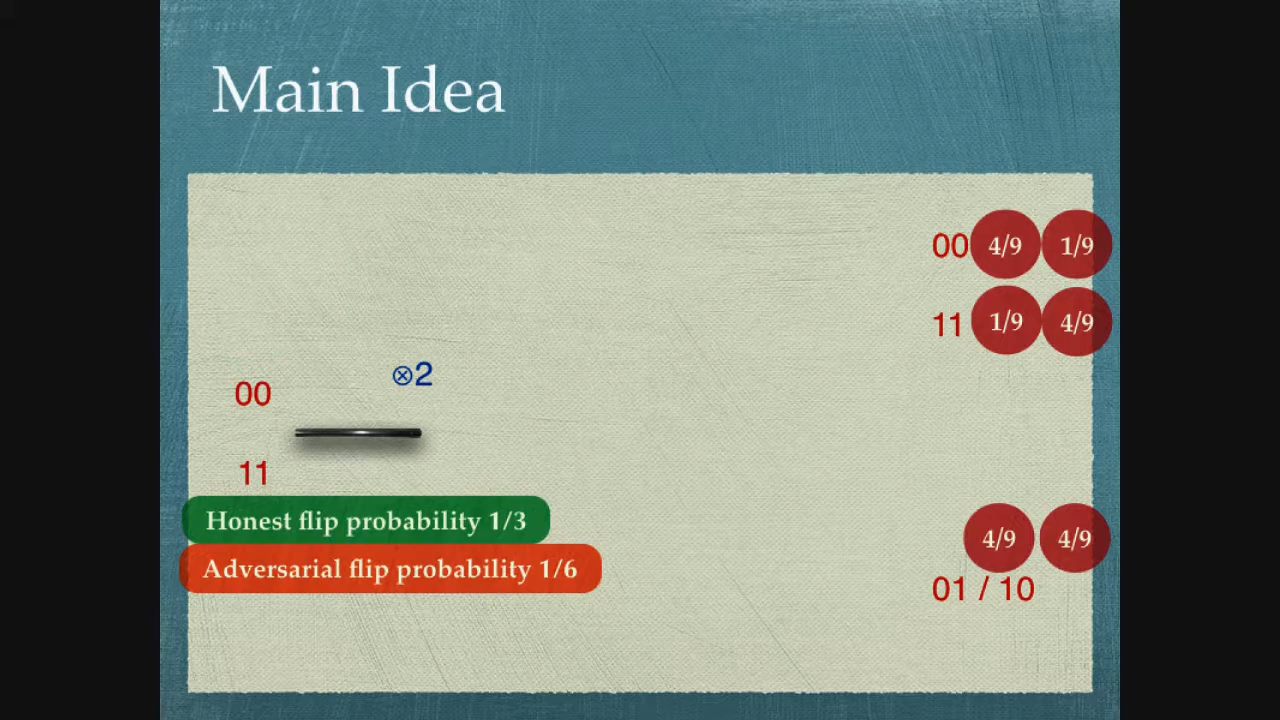 Main Idea
00 4/9 1/9
11 1/9 4/9
⊗2
00
11
Honest flip probability 1/3
Adversarial flip probability 1/6
4/9 4/9
01 / 10